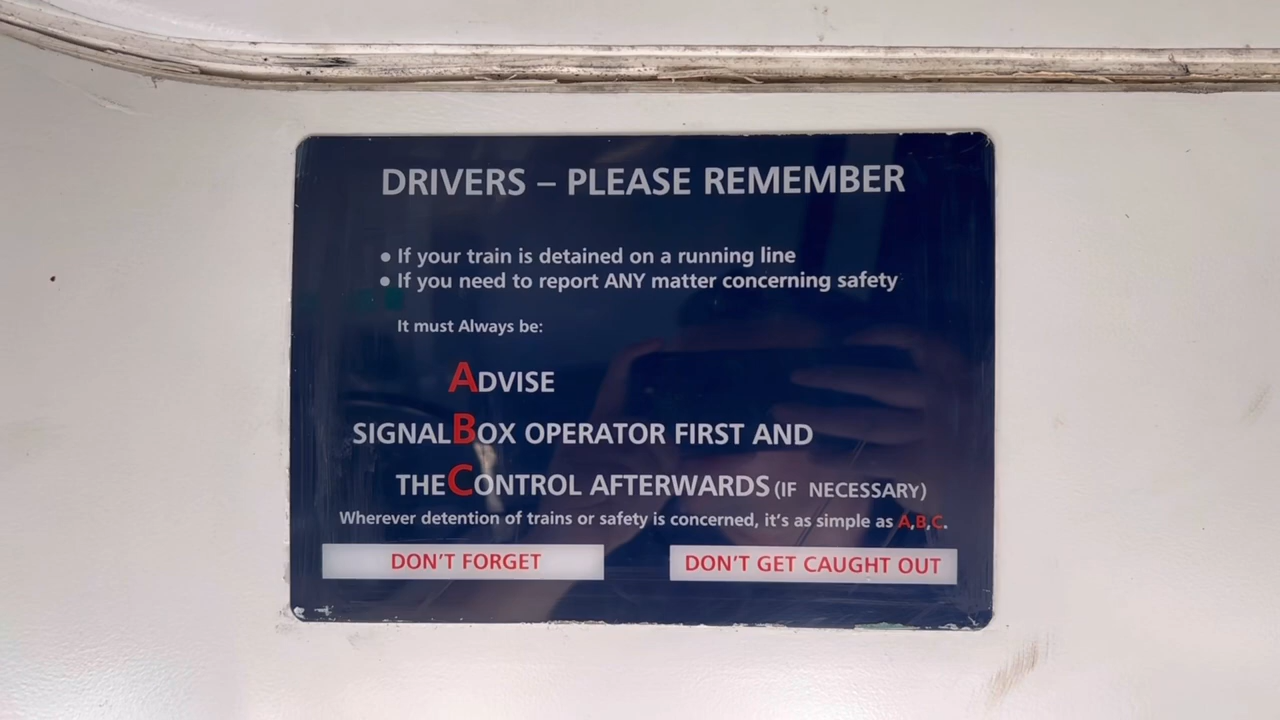 DRIVERS – PLEASE REMEMBER
• If your train is detained on a running line
• If you need to report ANY matter concerning safety
It must Always be:
ADVISE
SIGNALBOX OPERATOR FIRST AND
THECONTROL AFTERWARDS (IF NECESSARY)
Wherever detention of trains or safety is concerned, it's as simple as A,B,C.
DON'T FORGET
DON'T GET CAUGHT OUT